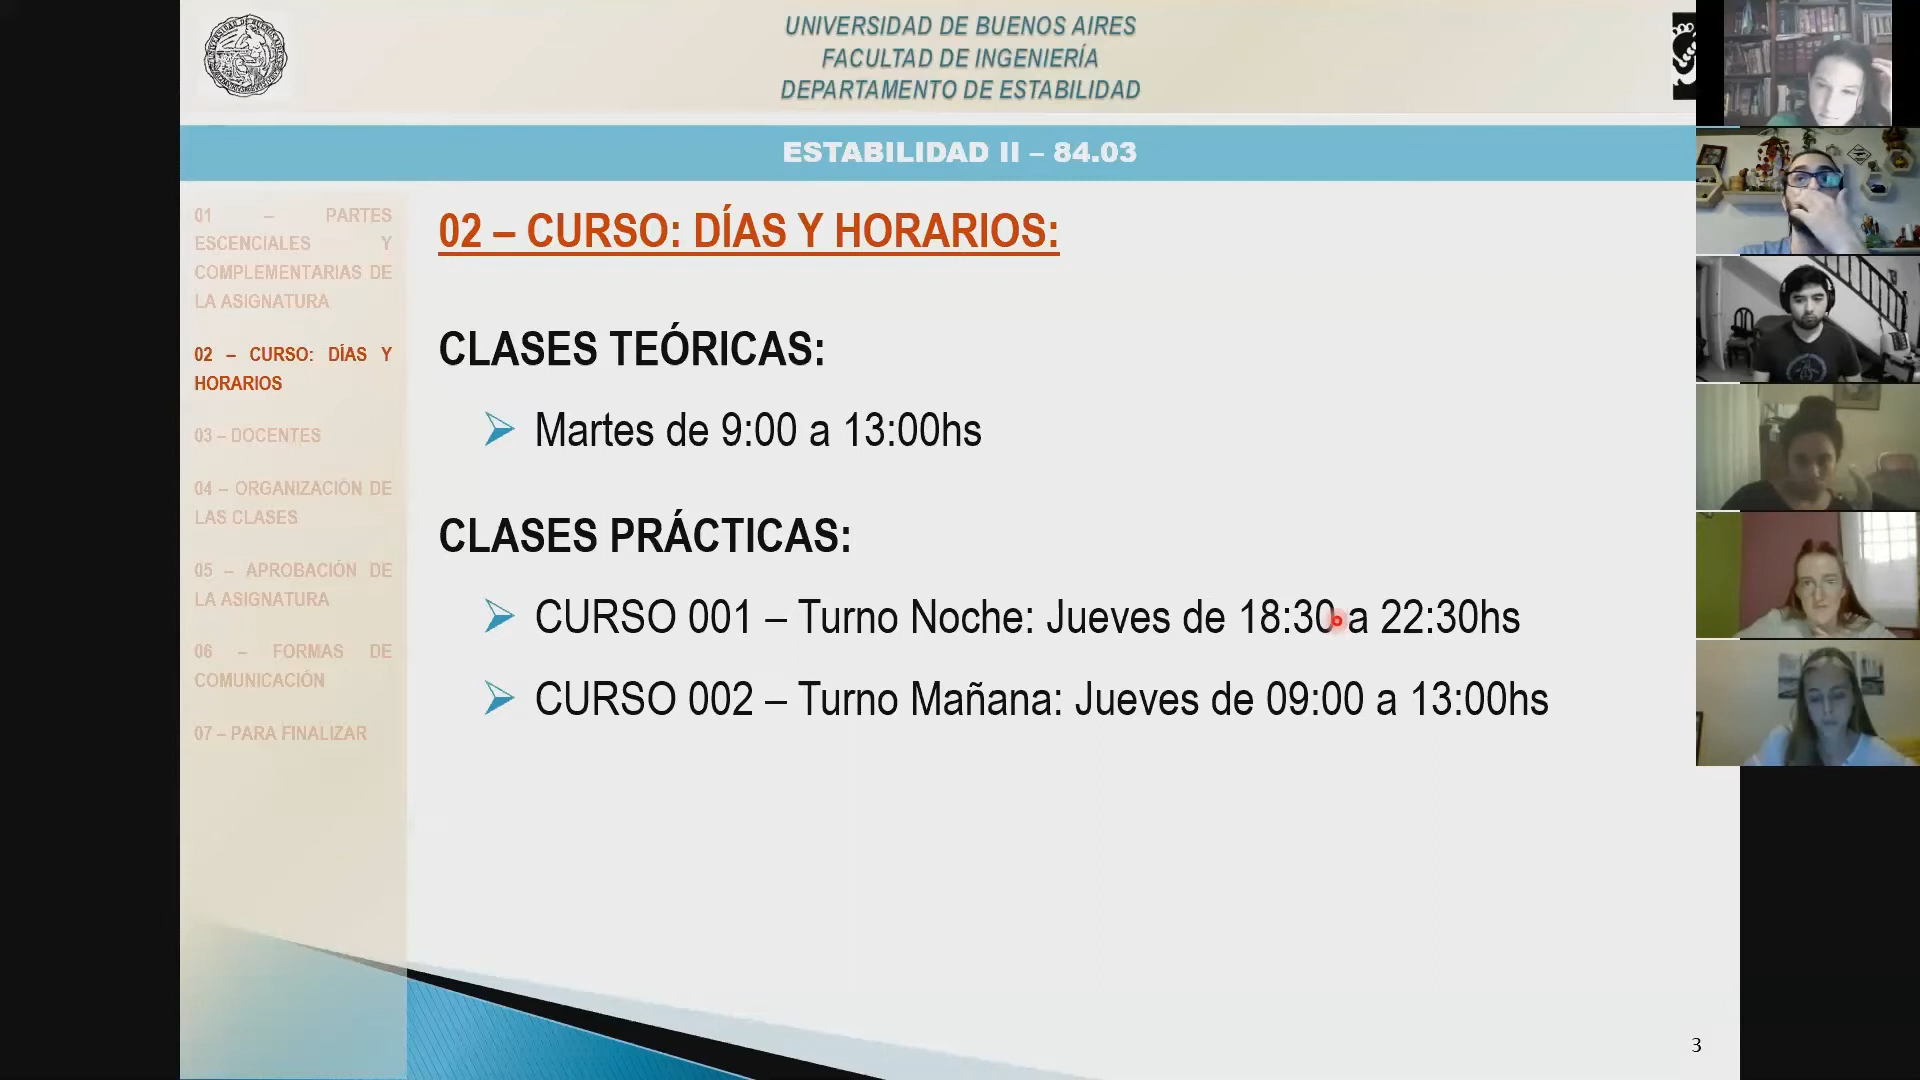 UNIVERSIDAD DE BUENOS AIRES
FACULTAD DE INGENIERÍA
DEPARTAMENTO DE ESTABILIDAD
ESTABILIDAD II – 84.03
01 – PARTES
ESCENCIALES Y
COMPLEMENTARIAS DE
LA ASIGNATURA
02 – CURSO: DÍAS Y
HORARIOS
03 – DOCENTES
04 – ORGANIZACIÓN DE
LAS CLASES
05 – APROBACIÓN DE
LA ASIGNATURA
06 – FORMAS DE
COMUNICACIÓN
07 – PARA FINALIZAR
02 – CURSO: DÍAS Y HORARIOS:
CLASES TEÓRICAS:
Martes de 9:00 a 13:00hs
CLASES PRÁCTICAS:
CURSO 001 – Turno Noche: Jueves de 18:30 a 22:30hs
CURSO 002 – Turno Mañana: Jueves de 09:00 a 13:00hs
3